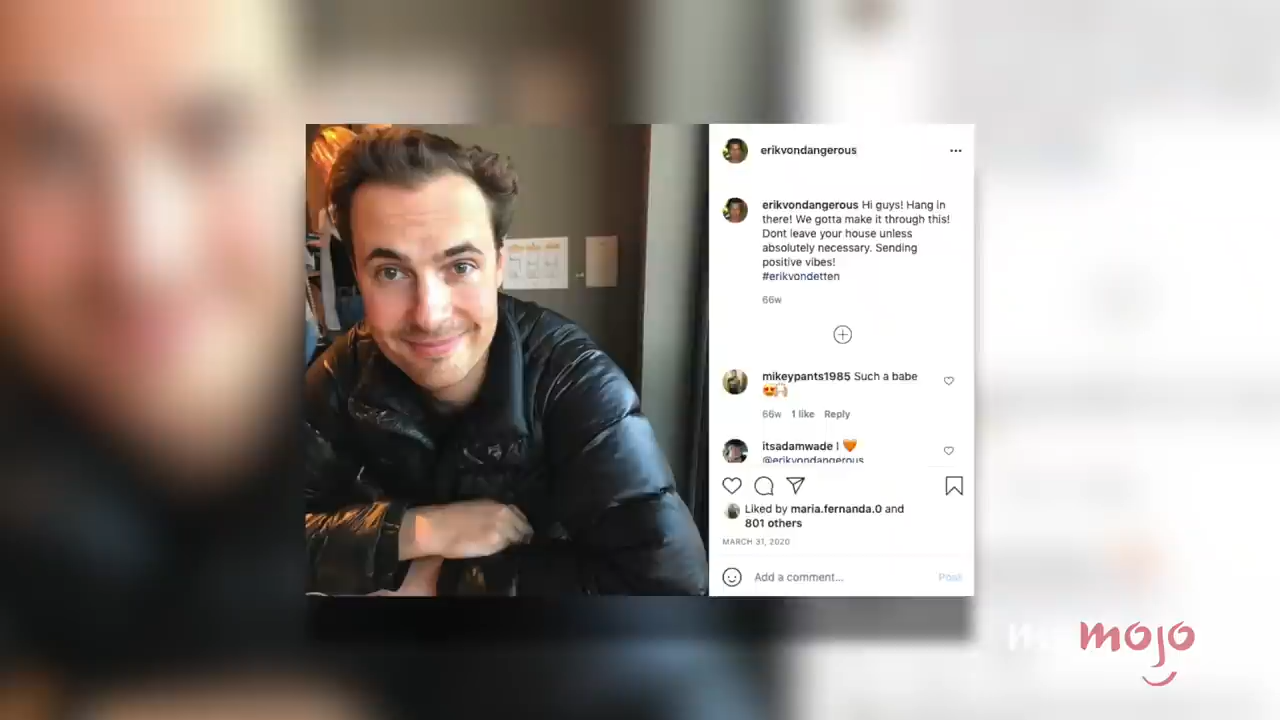 erikvondangerous
erikvondangerous Hi guys! Hang in
there! We gotta make it through this!
Dont leave your house unless
absolutely necessary. Sending
positive vibes!
#erikvondetten
66w
mikeypants1985 Such a babe
😍🙌🏻
66w 1 like Reply
itsadamwade I 🧡
@erikvondangerous
Liked by maria.fernanda.0 and
801 others
MARCH 31, 2020
Add a comment...
Post
mojo